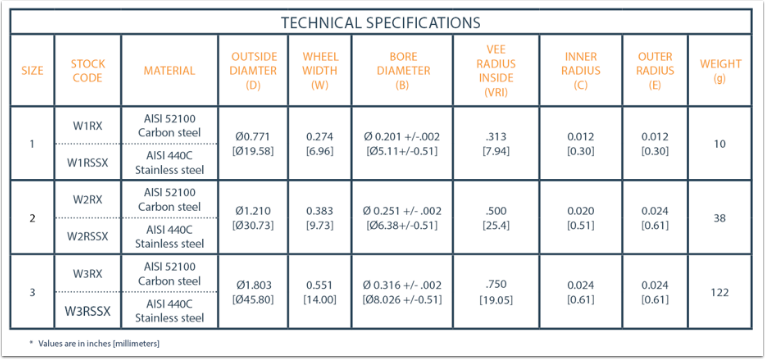 TECHNICAL SPECIFICATIONS
SIZE
STOCK
CODE
MATERIAL
OUTSIDE
DIAMTER
(D)
WHEEL
WIDTH
(W)
BORE
DIAMETER
(B)
VEE
RADIUS
INSIDE
(VRI)
INNER
RADIUS
(C)
OUTER
RADIUS
(E)
WEIGHT
(g)
1
W1RX
AISI 52100
Carbon steel
W1RSSX
AISI 440C
Stainless steel
Ø0.771
[Ø19.58]
0.274
[6.96]
Ø 0.201 +/-.002
[Ø5.11+/-0.51]
.313
[7.94]
0.012
[0.30]
0.012
[0.30]
10
2
W2RX
AISI 52100
Carbon steel
W2RSSX
AISI 440C
Stainless steel
Ø1.210
[Ø30.73]
0.383
[9.73]
Ø 0.251 +/- .002
[Ø6.38+/-0.51]
.500
[25.4]
0.020
[0.51]
0.024
[0.61]
38
3
W3RX
AISI 52100
Carbon steel
W3RSSX
AISI 440C
Stainless steel
Ø1.803
[Ø45.80]
0.551
[14.00]
Ø 0.316 +/- .002
[Ø8.026 +/-0.51]
.750
[19.05]
0.024
[0.61]
0.024
[0.61]
122
* Values are in inches [millimeters]